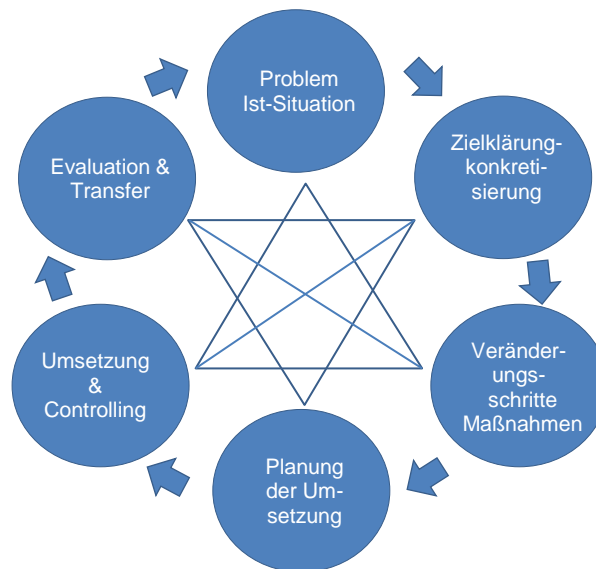 Problem
Ist-Situation
Zielklärung-
konkreti-
sierung
Veränder-
ungs-
schritte
Maßnahmen
Planung
der Um-
setzung
Umsetzung
&
Controlling
Evaluation &
Transfer